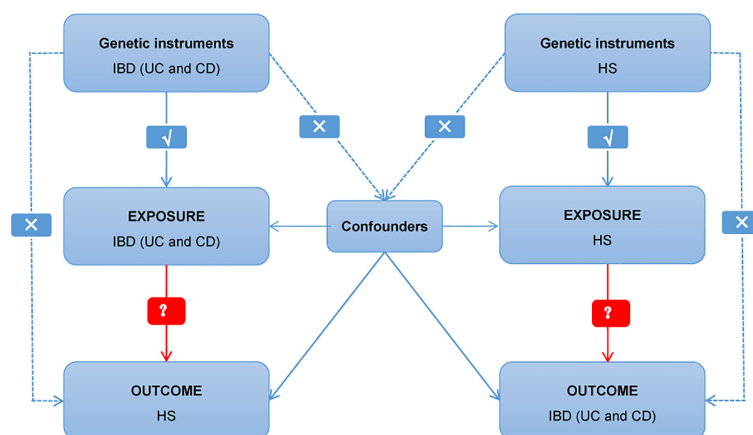 Genetic instruments
IBD (UC and CD)
Genetic instruments
HS
×
×
√
√
×
×
EXPOSURE
IBD (UC and CD)
Confounders
EXPOSURE
HS
?
?
OUTCOME
HS
OUTCOME
IBD (UC and CD)